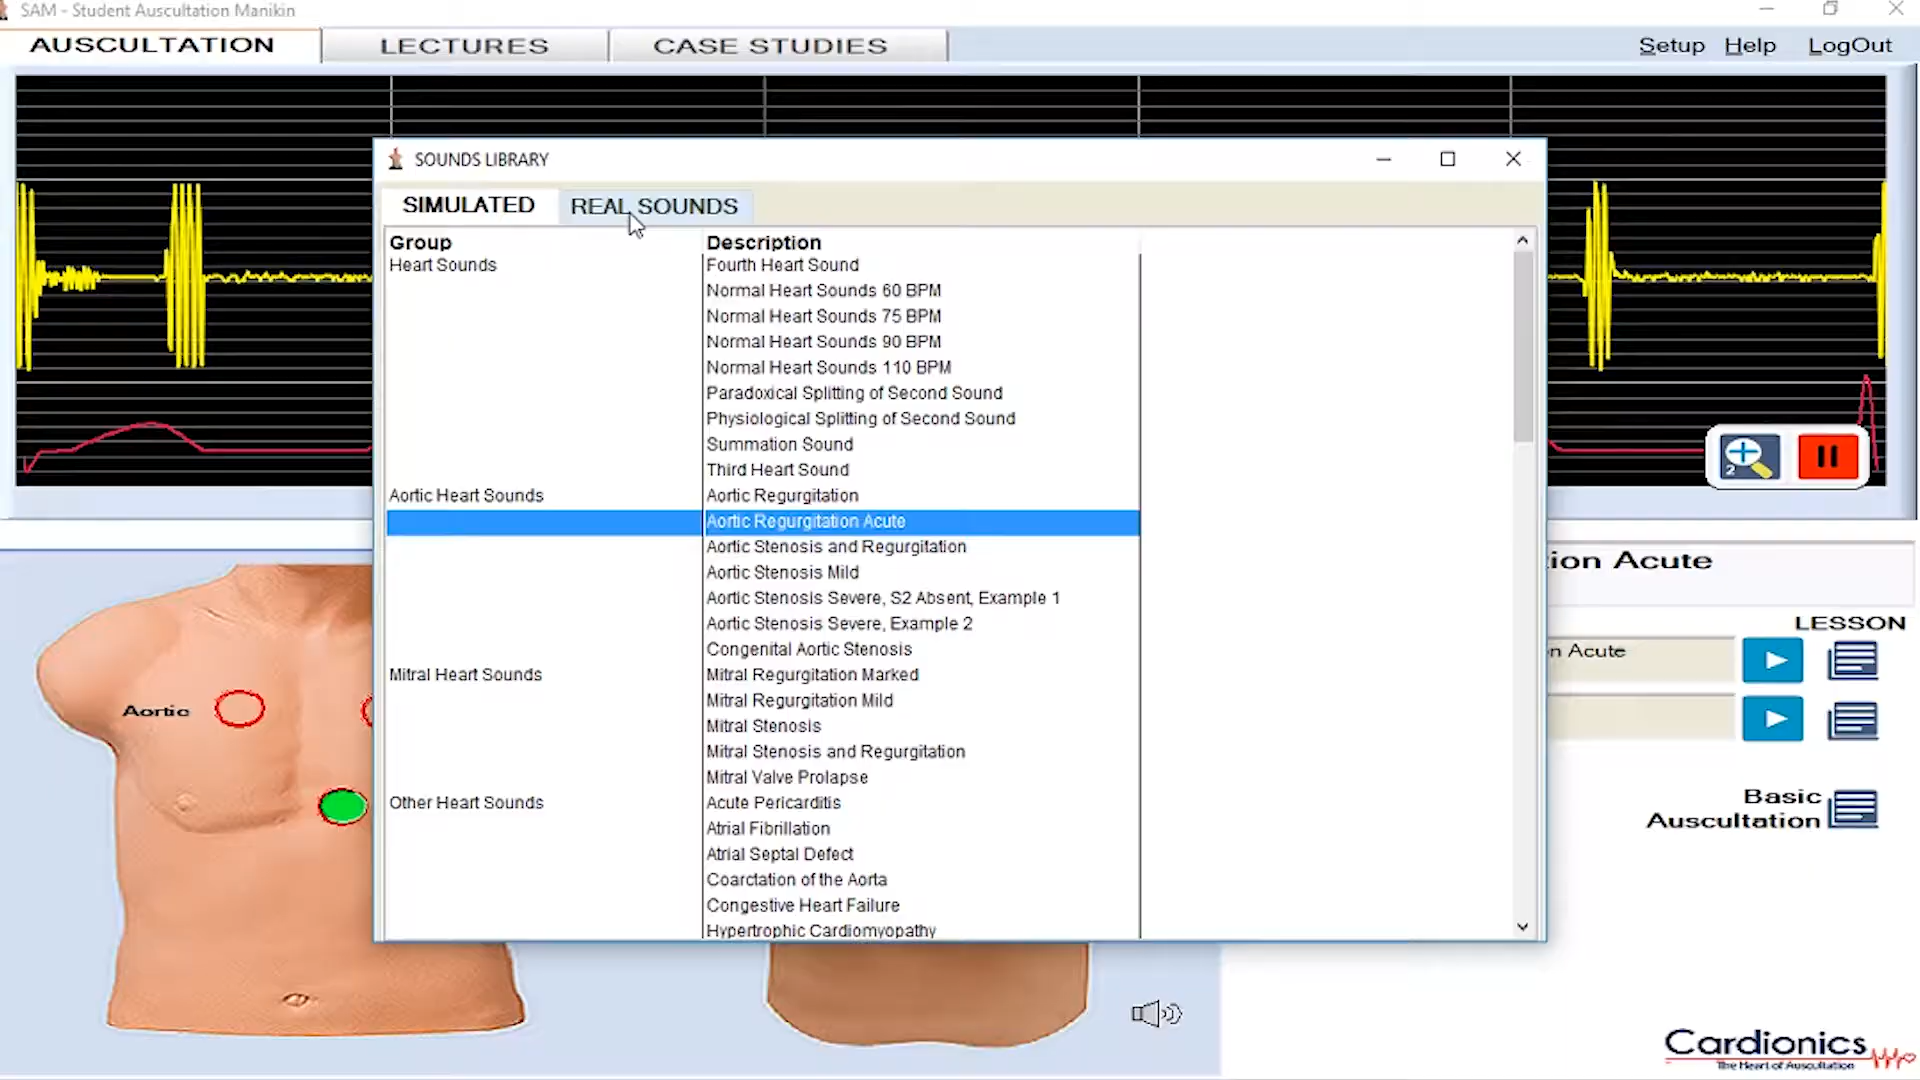 SAM - Student Auscultation Manikin
AUSCULTATION
LECTURES
CASE STUDIES
Setup
Help
LogOut
SOUNDS LIBRARY
SIMULATED
REAL SOUNDS
Group
Description
Heart Sounds
Fourth Heart Sound
Normal Heart Sounds 60 BPM
Normal Heart Sounds 75 BPM
Normal Heart Sounds 90 BPM
Normal Heart Sounds 110 BPM
Paradoxical Splitting of Second Sound
Physiological Splitting of Second Sound
Summation Sound
Third Heart Sound
Aortic Heart Sounds
Aortic Regurgitation
Aortic Regurgitation Acute
Aortic Stenosis and Regurgitation
Aortic Stenosis Mild
Aortic Stenosis Severe, S2 Absent, Example 1
Aortic Stenosis Severe, Example 2
Congenital Aortic Stenosis
Mitral Heart Sounds
Mitral Regurgitation Marked
Mitral Regurgitation Mild
Mitral Stenosis
Mitral Stenosis and Regurgitation
Mitral Valve Prolapse
Other Heart Sounds
Acute Pericarditis
Atrial Fibrillation
Atrial Septal Defect
Coarctation of the Aorta
Congestive Heart Failure
Hypertrophic Cardiomyopathy
2
ion Acute
LESSON
n Acute
Basic
Auscultation
Aortic
Cardionics
The Heart of Auscultation